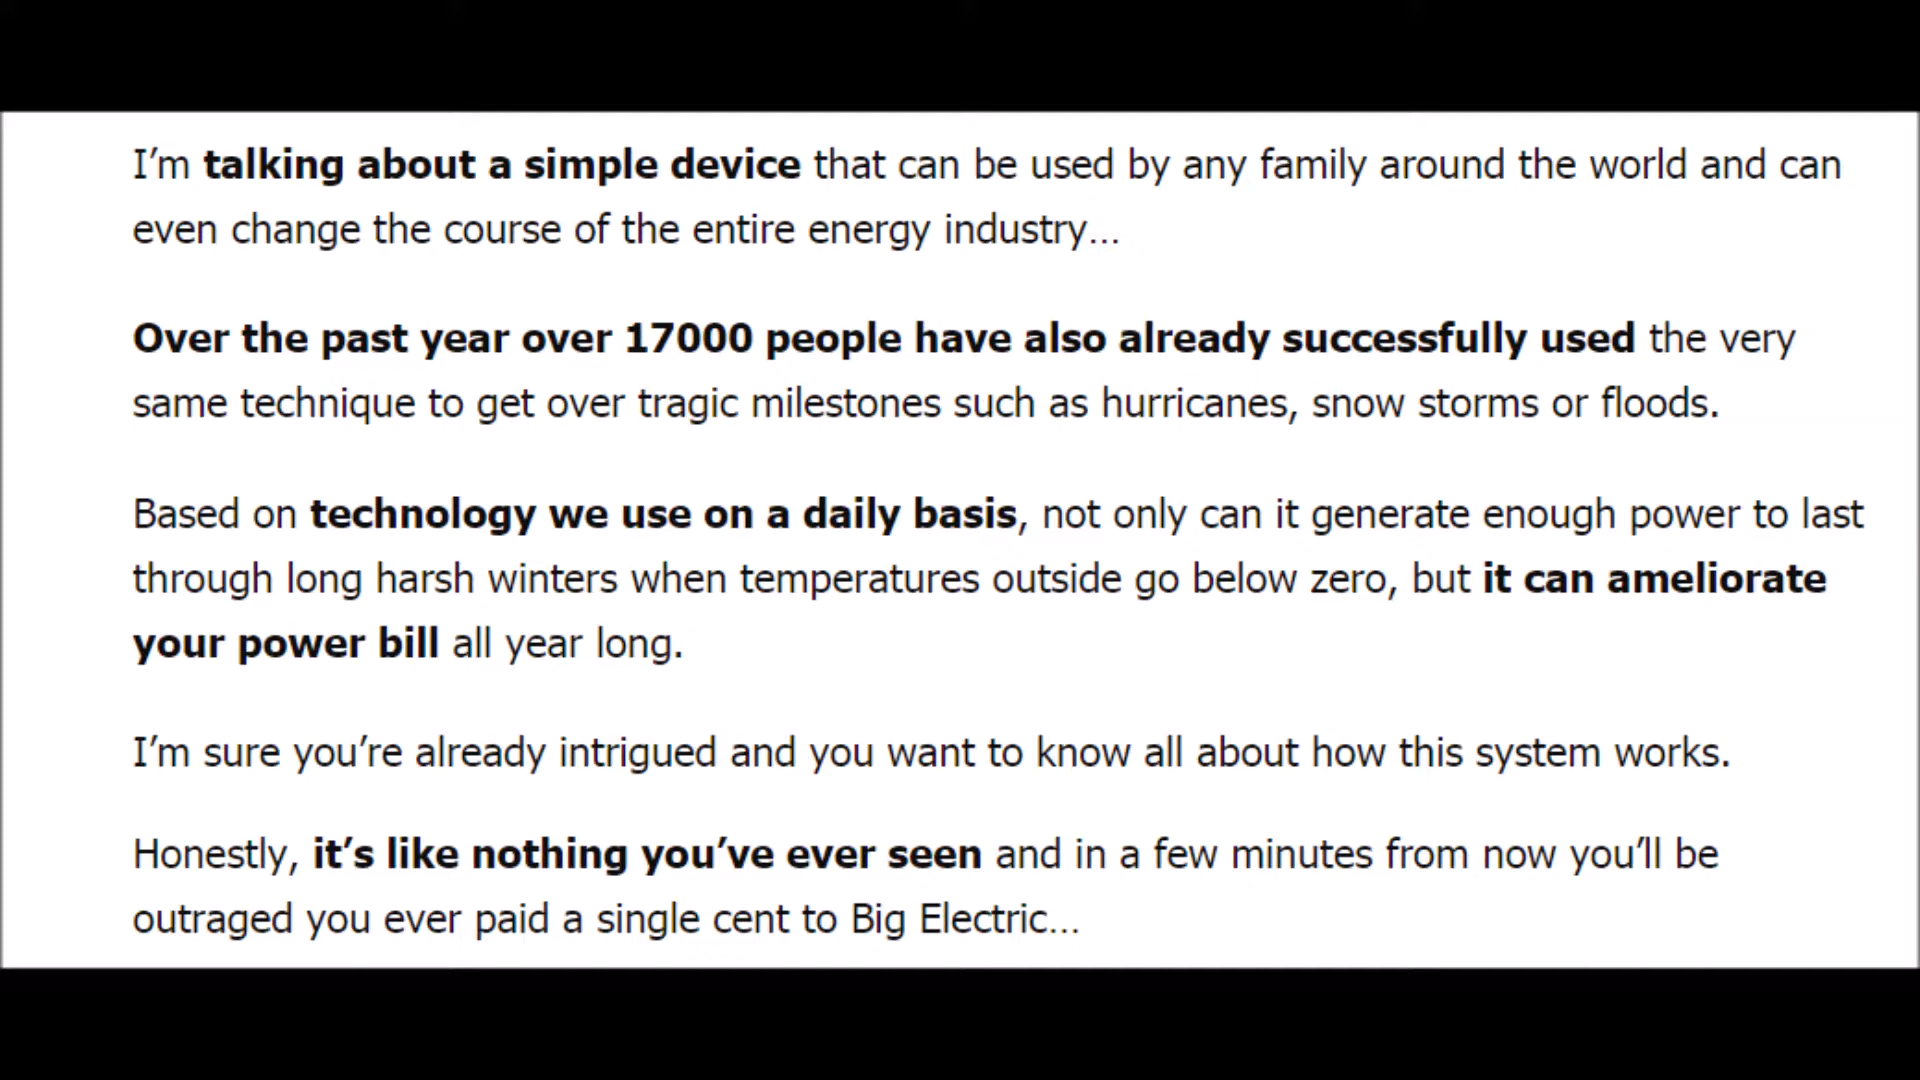 I’m talking about a simple device that can be used by any family around the world and can
even change the course of the entire energy industry…
Over the past year over 17000 people have also already successfully used the very
same technique to get over tragic milestones such as hurricanes, snow storms or floods.
Based on technology we use on a daily basis, not only can it generate enough power to last
through long harsh winters when temperatures outside go below zero, but it can ameliorate
your power bill all year long.
I’m sure you’re already intrigued and you want to know all about how this system works.
Honestly, it’s like nothing you’ve ever seen and in a few minutes from now you’ll be
outraged you ever paid a single cent to Big Electric…